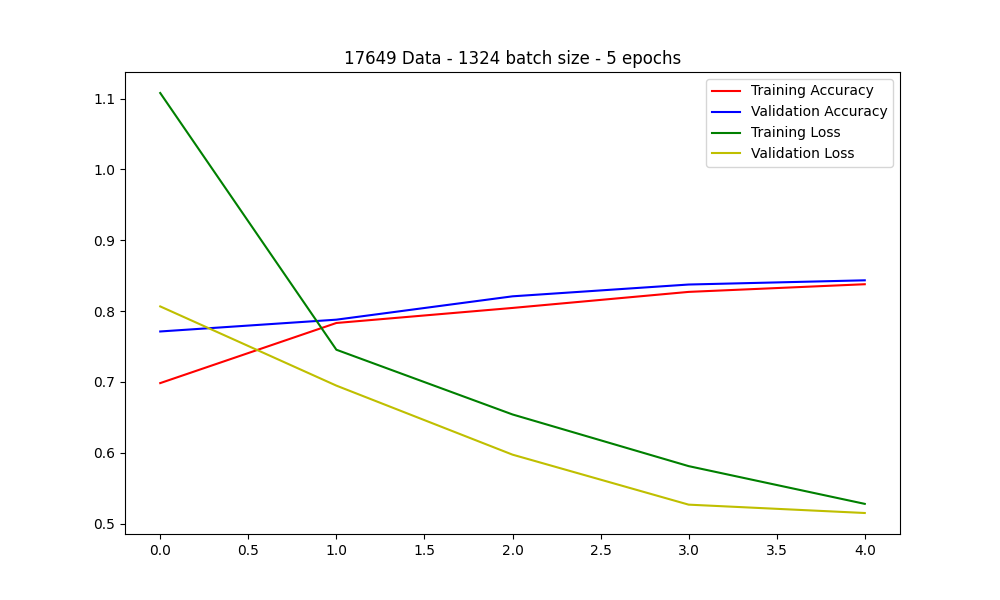 17649 Data - 1324 batch size - 5 epochs
Training Accuracy
Validation Accuracy
Training Loss
Validation Loss
1.1
1.0
0.9
0.8
0.7
0.6
0.5
0.0 0.5 1.0 1.5 2.0 2.5 3.0 3.5 4.0